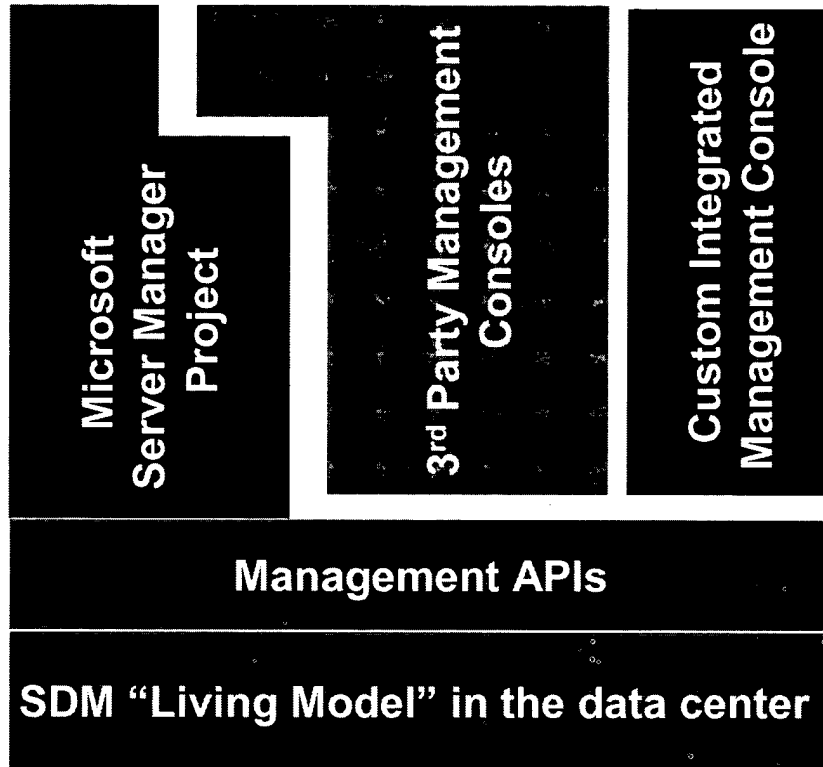 Microsoft
Server Manager
Project
3rd Party Management
Consoles
Custom Integrated
Management Console
Management APIs
SDM “Living Model” in the data center